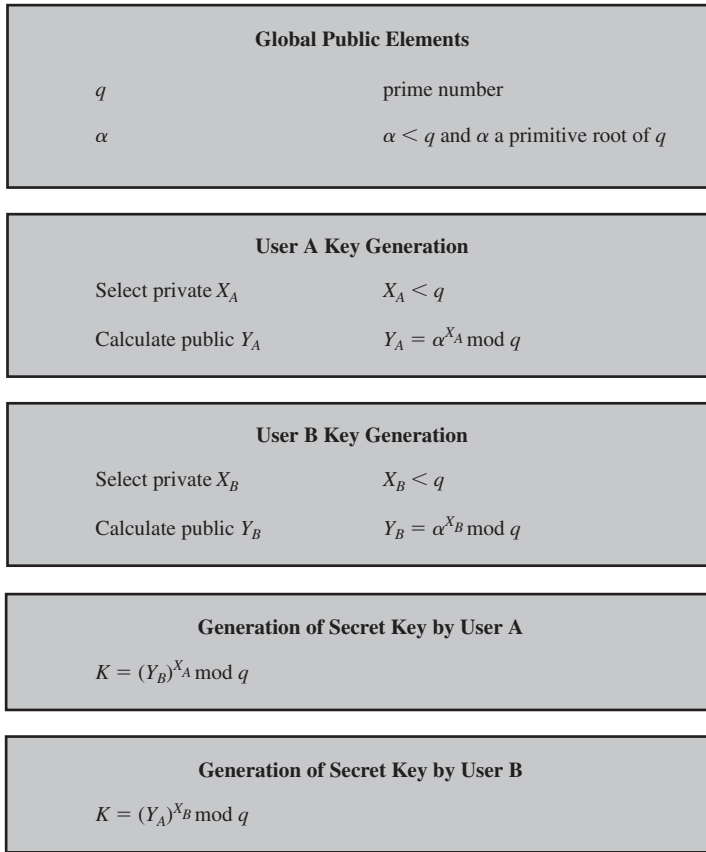 Global Public Elements
q prime number
α α < q and α a primitive root of q
User A Key Generation
Select private X_A X_A < q
Calculate public Y_A Y_A = α^{X_A} mod q
User B Key Generation
Select private X_B X_B < q
Calculate public Y_B Y_B = α^{X_B} mod q
Generation of Secret Key by User A
K = (Y_B)^{X_A} mod q
Generation of Secret Key by User B
K = (Y_A)^{X_B} mod q